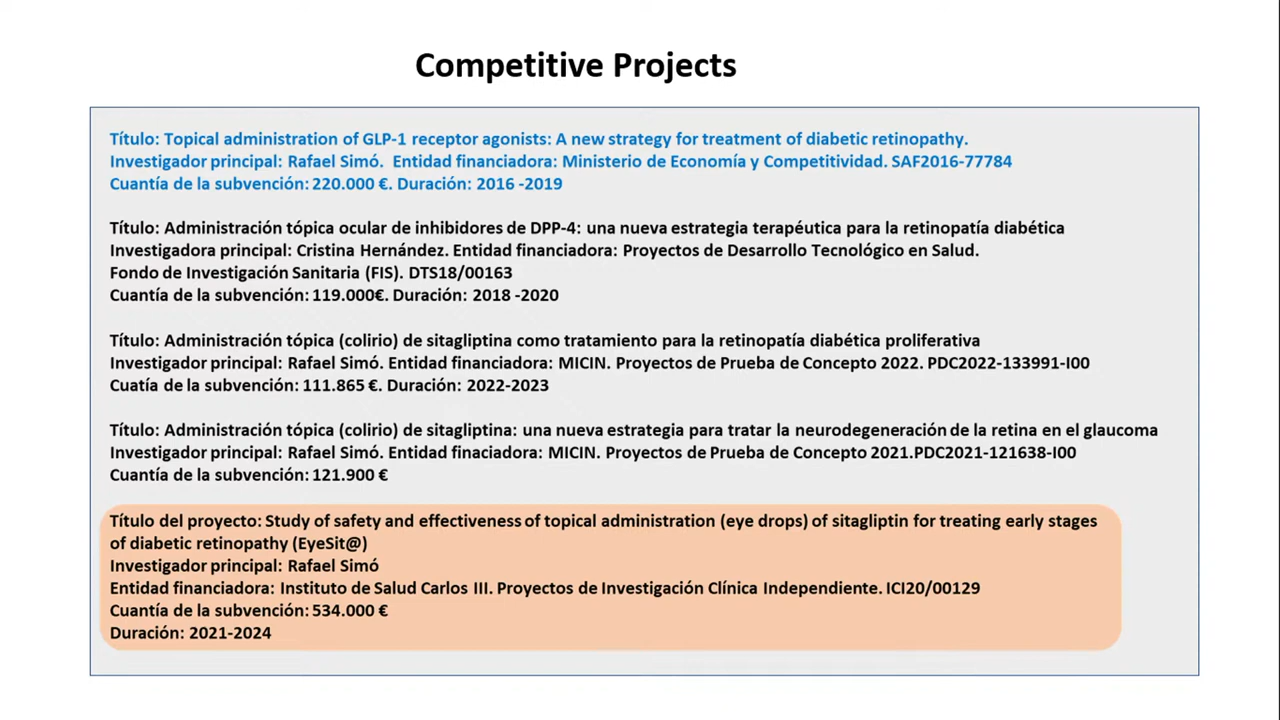 Competitive Projects
Título: Topical administration of GLP-1 receptor agonists: A new strategy for treatment of diabetic retinopathy.
Investigador principal: Rafael Simó. Entidad financiadora: Ministerio de Economía y Competitividad. SAF2016-77784
Cuantía de la subvención: 220.000 €. Duración: 2016 -2019
Título: Administración tópica ocular de inhibidores de DPP-4: una nueva estrategia terapéutica para la retinopatía diabética
Investigadora principal: Cristina Hernández. Entidad financiadora: Proyectos de Desarrollo Tecnológico en Salud.
Fondo de Investigación Sanitaria (FIS). DTS18/00163
Cuantía de la subvención: 119.000€. Duración: 2018 -2020
Título: Administración tópica (colirio) de sitagliptina como tratamiento para la retinopatía diabética proliferativa
Investigador principal: Rafael Simó. Entidad financiadora: MICIN. Proyectos de Prueba de Concepto 2022. PDC2022-133991-I00
Cuatía de la subvención: 111.865 €. Duración: 2022-2023
Título: Administración tópica (colirio) de sitagliptina: una nueva estrategia para tratar la neurodegeneración de la retina en el glaucoma
Investigador principal: Rafael Simó. Entidad finaciadora: MICIN. Proyectos de Prueba de Concepto 2021.PDC2021-121638-I00
Cuantía de la subvención: 121.900 €
Título del proyecto: Study of safety and effectiveness of topical administration (eye drops) of sitagliptin for treating early stages
of diabetic retinopathy (EyeSit@)
Investigador principal: Rafael Simó
Entidad financiadora: Instituto de Salud Carlos III. Proyectos de Investigación Clínica Independiente. ICI20/00129
Cuantía de la subvención: 534.000 €
Duración: 2021-2024